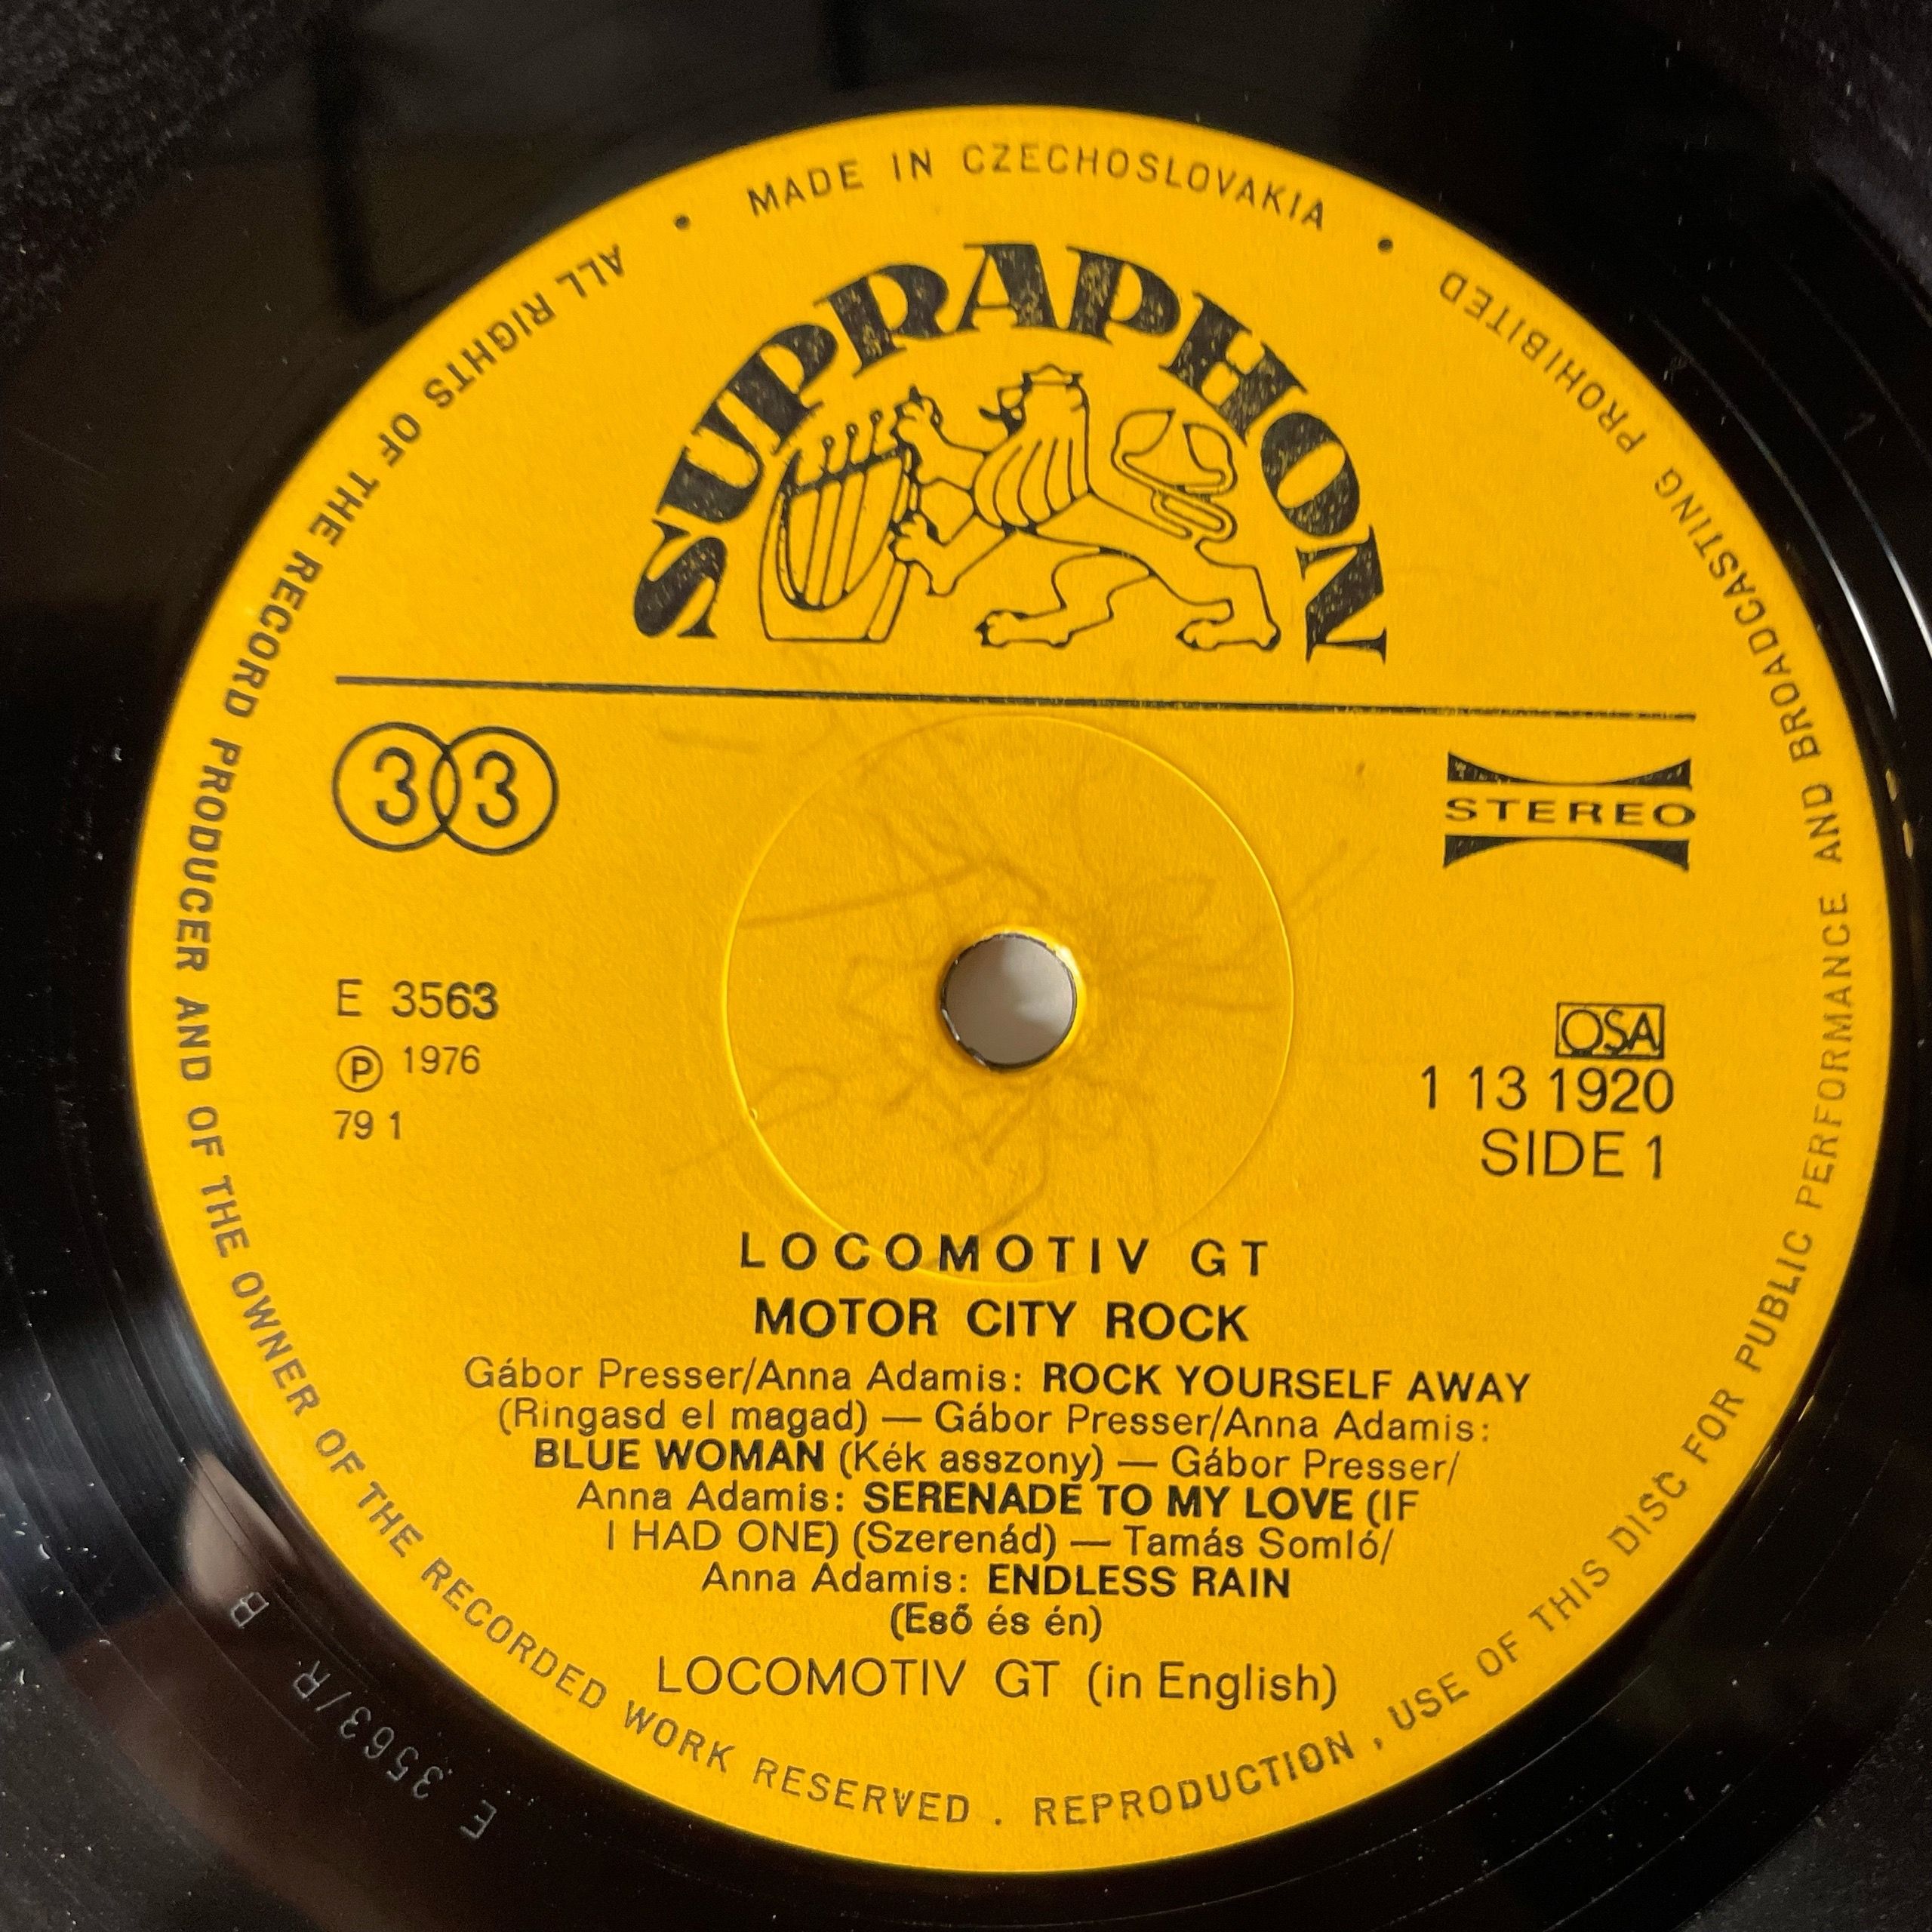 MADE IN CZECHOSLOVAKIA
ALL RIGHTS OF THE RECORD PRODUCER AND OF THE OWNER OF THE RECORDED WORK RESERVED . REPRODUCTION , USE OF THIS DISC FOR PUBLIC PERFORMANCE AND BROADCASTING PROHIBITED
SUPRAPHON
33
STEREO
E 3563
Ⓟ 1976
79 1
OSA
1 13 1920
SIDE 1
LOCOMOTIV GT
MOTOR CITY ROCK
Gábor Presser/Anna Adamis: ROCK YOURSELF AWAY
(Ringasd el magad) — Gábor Presser/Anna Adamis:
BLUE WOMAN (Kék asszony) — Gábor Presser/
Anna Adamis: SERENADE TO MY LOVE (IF
I HAD ONE) (Szerenád) — Tamás Somló/
Anna Adamis: ENDLESS RAIN
(Eső és én)
LOCOMOTIV GT (in English)
E 3563/R B